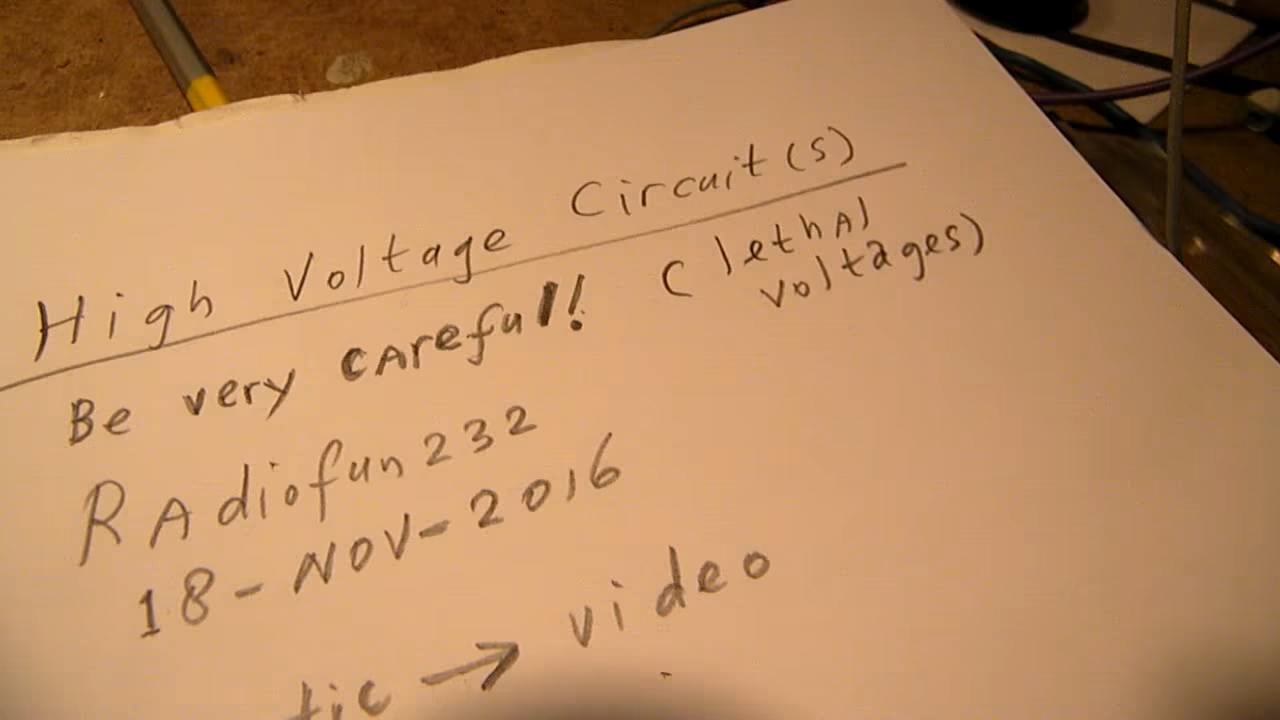 High Voltage Circuit(s)
Be very careful! (lethAl
voltages)
RAdiofun232
18-NOV-2016
video